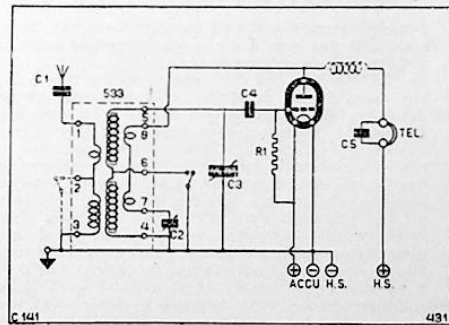 C1
533
1
5
8
C4
6
2
R1
C3
C5
TEL.
7
3
4
C2
+ − −
+
ACCU H.S.
H.S.
C 141
431